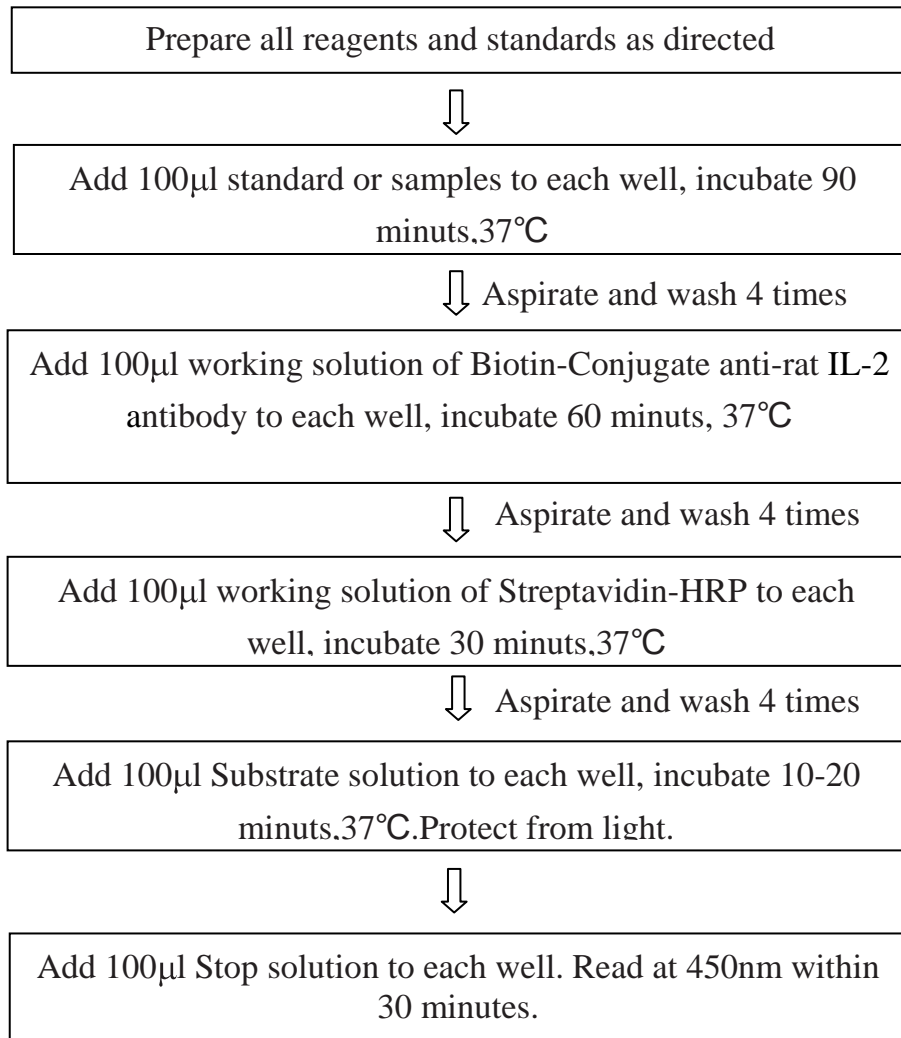 Prepare all reagents and standards as directed
Add 100μl standard or samples to each well, incubate 90
minuts,37℃
Aspirate and wash 4 times
Add 100μl working solution of Biotin-Conjugate anti-rat IL-2
antibody to each well, incubate 60 minuts, 37℃
Aspirate and wash 4 times
Add 100μl working solution of Streptavidin-HRP to each
well, incubate 30 minuts,37℃
Aspirate and wash 4 times
Add 100μl Substrate solution to each well, incubate 10-20
minuts,37℃.Protect from light.
Add 100μl Stop solution to each well. Read at 450nm within
30 minutes.